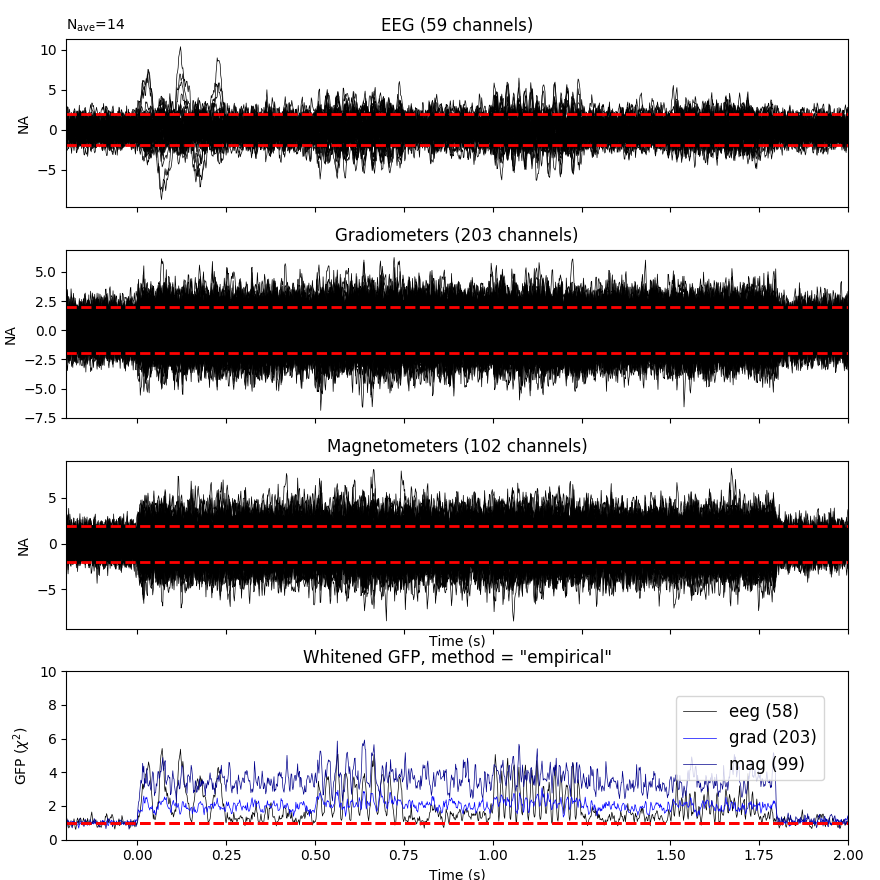 Nave=14
EEG (59 channels)
10
5
0
−5
NA
Gradiometers (203 channels)
5.0
2.5
0.0
−2.5
−5.0
−7.5
NA
Magnetometers (102 channels)
5
0
−5
NA
Time (s)
Whitened GFP, method = "empirical"
10
8
6
4
2
0
GFP (χ²)
eeg (58)
grad (203)
mag (99)
0.00 0.25 0.50 0.75 1.00 1.25 1.50 1.75 2.00
Time (s)